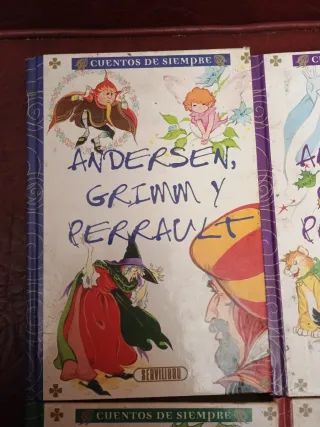 CUENTOS DE SIEMPRE
ANDERSEN,
GRIMM Y
PERRAULT
SERVILIBRO
CUENTOS DE SIEMPRE